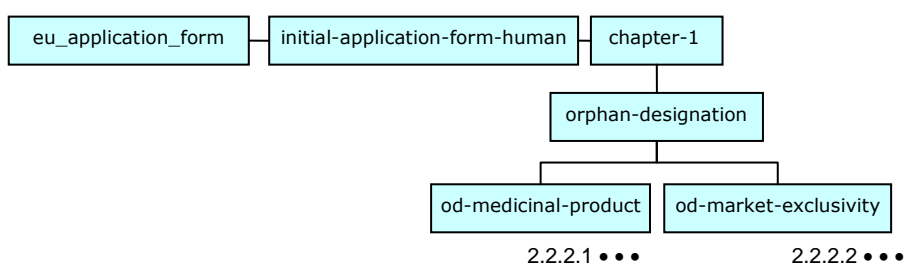 eu_application_form initial-application-form-human chapter-1
orphan-designation
od-medicinal-product od-market-exclusivity
2.2.2.1 ● ● ● 2.2.2.2 ● ● ●